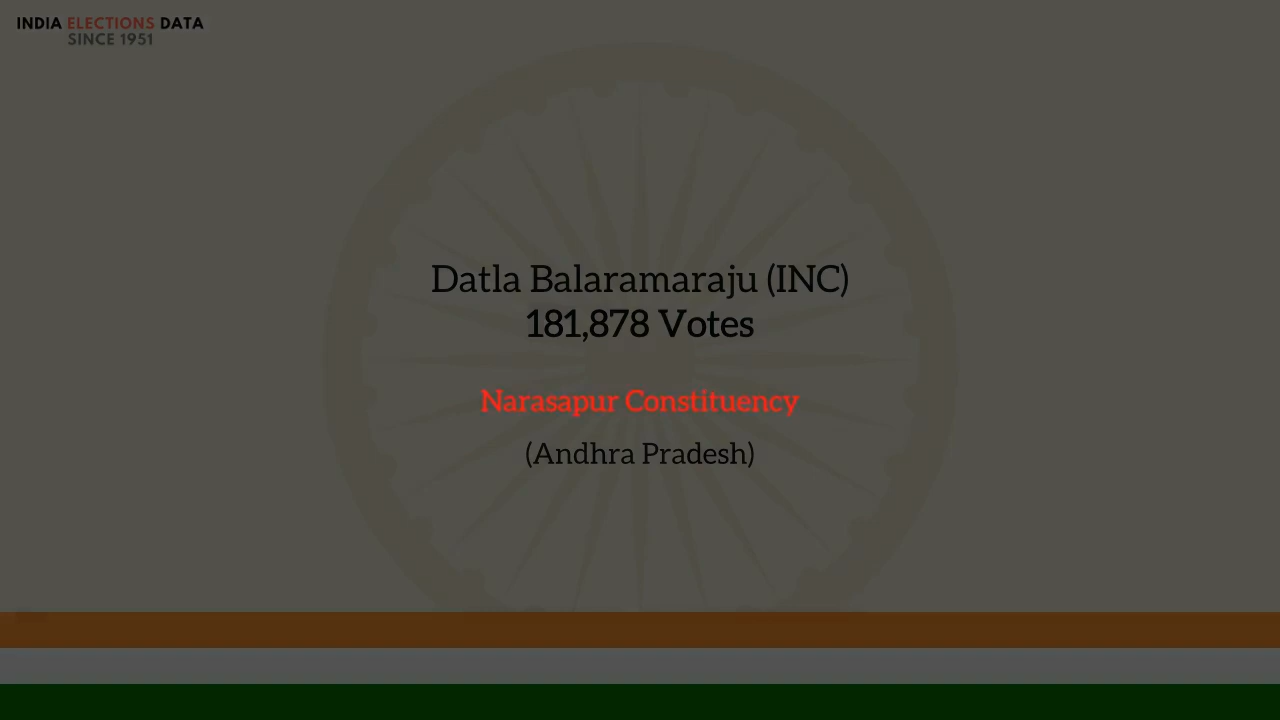 INDIA ELECTIONS DATA
SINCE 1951
Datla Balaramaraju (INC)
181,878 Votes
Narasapur Constituency
(Andhra Pradesh)